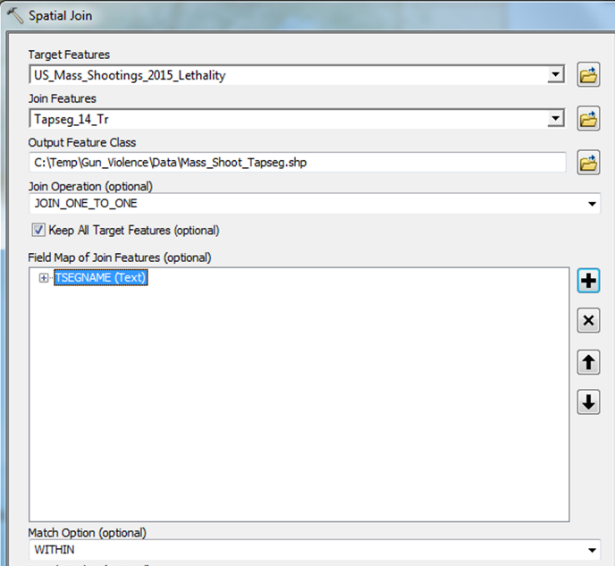 Spatial Join
Target Features
US_Mass_Shootings_2015_Lethality
Join Features
Tapseg_14_Tr
Output Feature Class
C:\Temp\Gun_Violence\Data\Mass_Shoot_Tapseg.shp
Join Operation (optional)
JOIN_ONE_TO_ONE
Keep All Target Features (optional)
Field Map of Join Features (optional)
TSEGNAME (Text)
Match Option (optional)
WITHIN